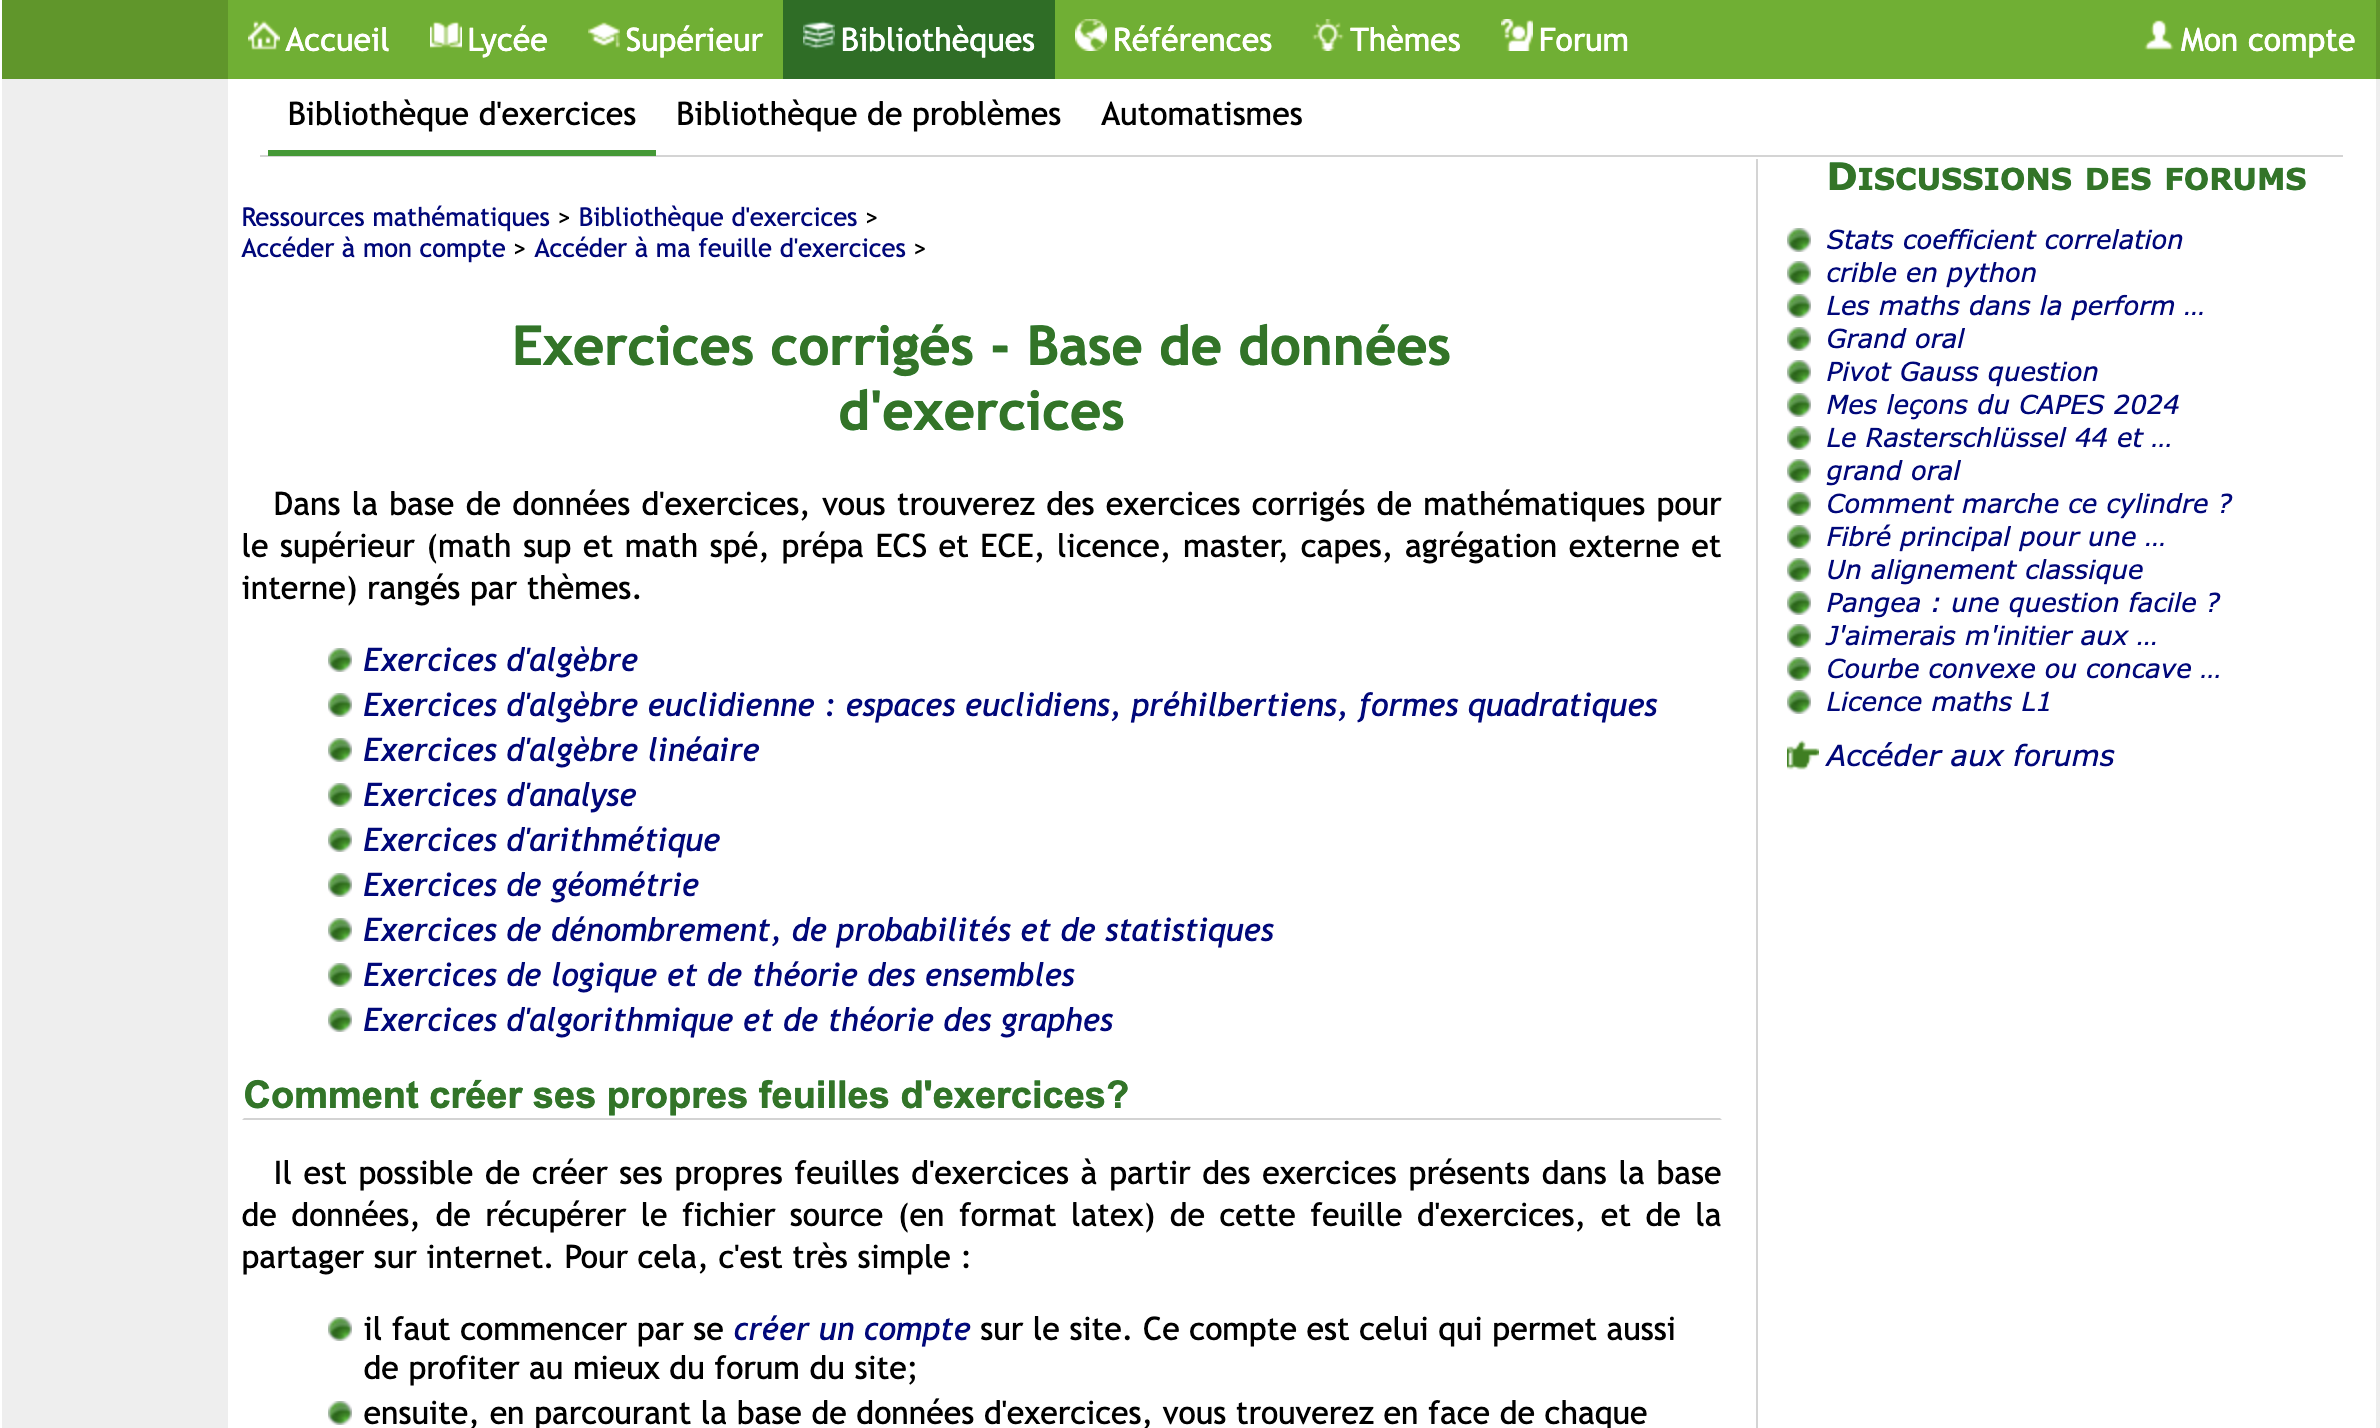 Accueil Lycée Supérieur Bibliothèques Références Thèmes Forum Mon compte
Bibliothèque d'exercices Bibliothèque de problèmes Automatismes
Ressources mathématiques > Bibliothèque d'exercices >
Accéder à mon compte > Accéder à ma feuille d'exercices >
Exercices corrigés - Base de données
d'exercices
Dans la base de données d'exercices, vous trouverez des exercices corrigés de mathématiques pour
le supérieur (math sup et math spé, prépa ECS et ECE, licence, master, capes, agrégation externe et
interne) rangés par thèmes.
Exercices d'algèbre
Exercices d'algèbre euclidienne : espaces euclidiens, préhilbertiens, formes quadratiques
Exercices d'algèbre linéaire
Exercices d'analyse
Exercices d'arithmétique
Exercices de géométrie
Exercices de dénombrement, de probabilités et de statistiques
Exercices de logique et de théorie des ensembles
Exercices d'algorithmique et de théorie des graphes
Comment créer ses propres feuilles d'exercices?
Il est possible de créer ses propres feuilles d'exercices à partir des exercices présents dans la base
de données, de récupérer le fichier source (en format latex) de cette feuille d'exercices, et de la
partager sur internet. Pour cela, c'est très simple :
il faut commencer par se créer un compte sur le site. Ce compte est celui qui permet aussi
de profiter au mieux du forum du site;
ensuite, en parcourant la base de données d'exercices, vous trouverez en face de chaque
Discussions des forums
Stats coefficient correlation
crible en python
Les maths dans la perform ...
Grand oral
Pivot Gauss question
Mes leçons du CAPES 2024
Le Rasterschlüssel 44 et ...
grand oral
Comment marche ce cylindre ?
Fibré principal pour une ...
Un alignement classique
Pangea : une question facile ?
J'aimerais m'initier aux ...
Courbe convexe ou concave ...
Licence maths L1
Accéder aux forums